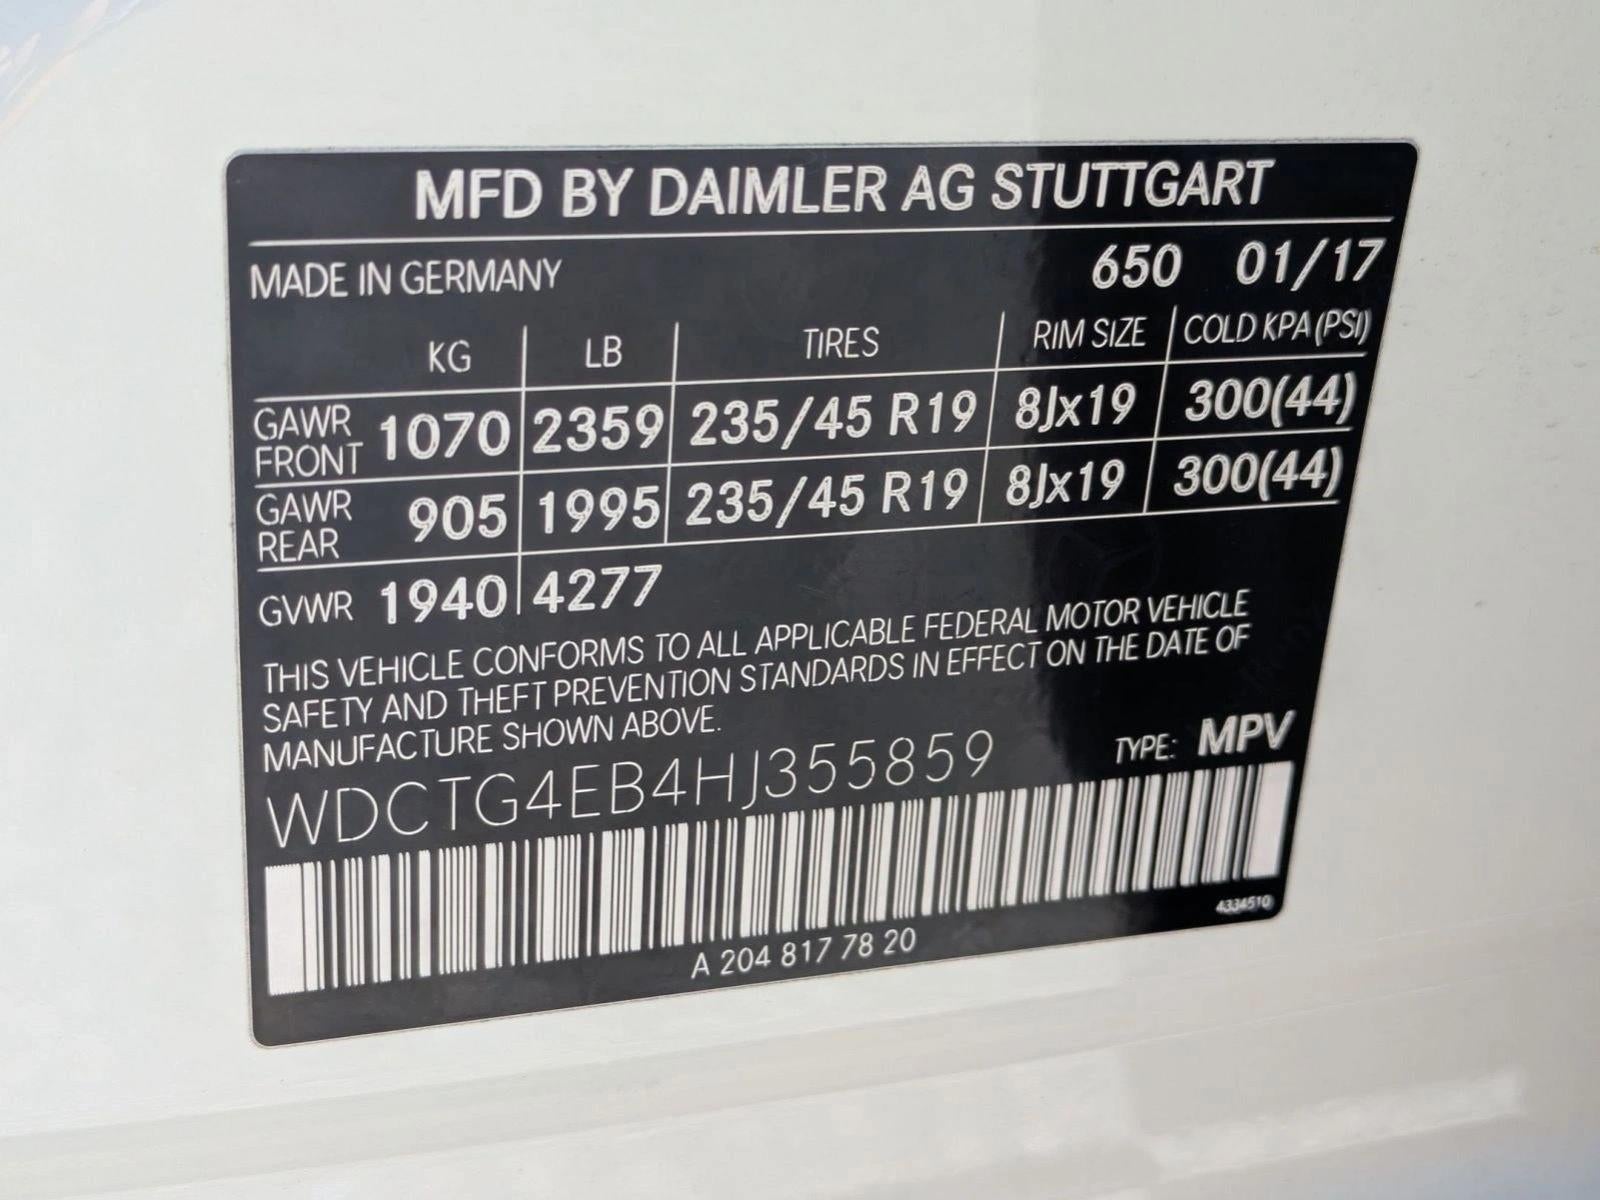 MFD BY DAIMLER AG STUTTGART
MADE IN GERMANY 650 01/17
KG LB TIRES RIM SIZE COLD KPA (PSI)
GAWR FRONT 1070 2359 235/45 R19 8Jx19 300(44)
GAWR REAR 905 1995 235/45 R19 8Jx19 300(44)
GVWR 1940 4277
THIS VEHICLE CONFORMS TO ALL APPLICABLE FEDERAL MOTOR VEHICLE
SAFETY AND THEFT PREVENTION STANDARDS IN EFFECT ON THE DATE OF
MANUFACTURE SHOWN ABOVE.
TYPE: MPV
WDCTG4EB4HJ355859
4334510
A 204 817 78 20